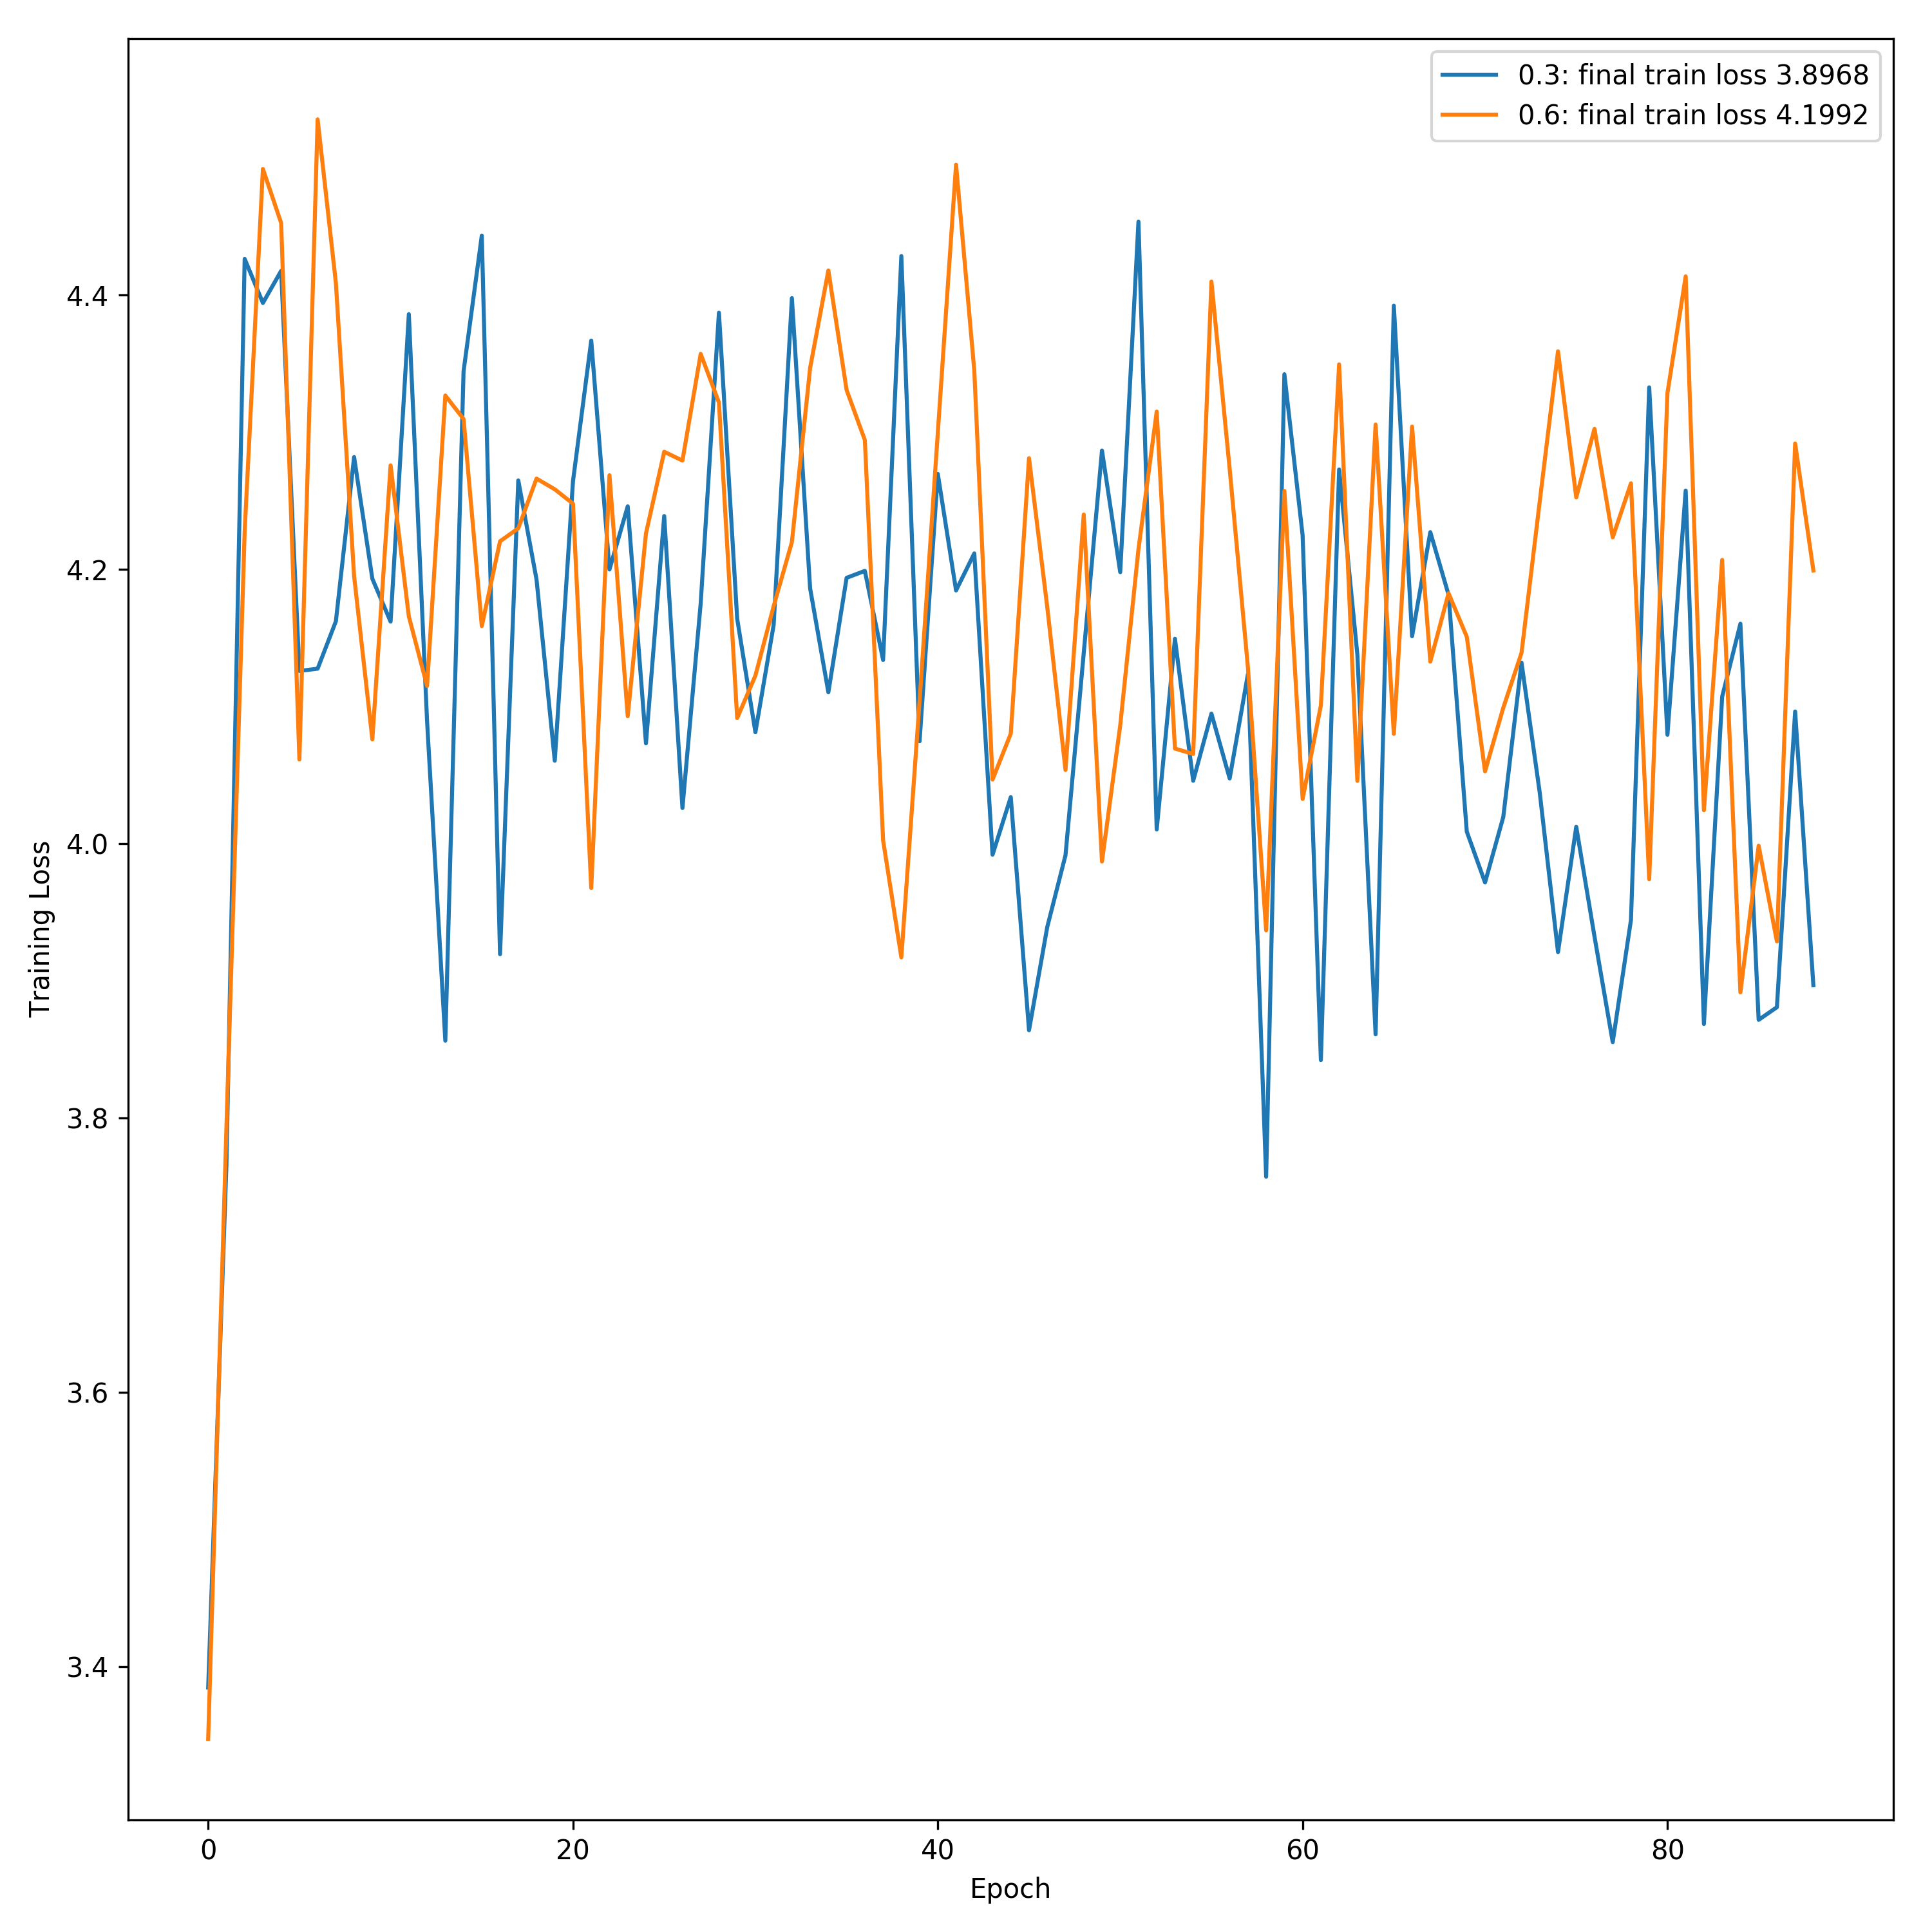 0.3: final train loss 3.8968
0.6: final train loss 4.1992
4.4
4.2
4.0
3.8
3.6
3.4
Training Loss
0 20 40 60 80
Epoch